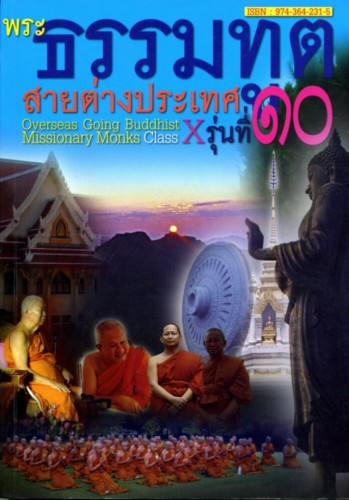 ISBN : 974-364-231-5
พระ
ธรรมทูต
สายต่างประเทศ
Overseas Going Buddhist
Missionary Monks Class X รุ่นที่ ๑๐